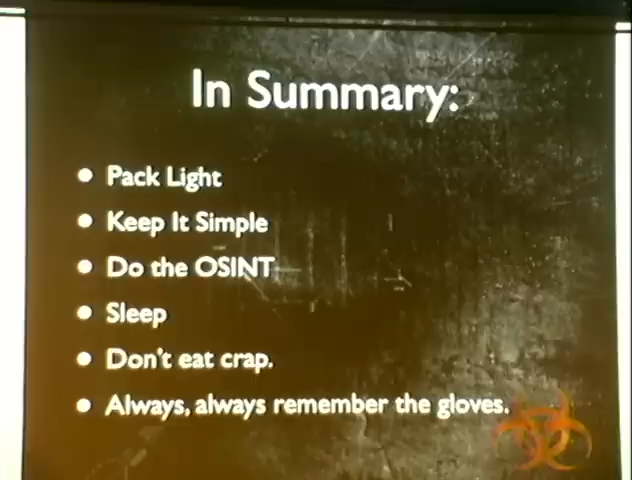 In Summary:
Pack Light
Keep It Simple
Do the OSINT
Sleep
Don't eat crap.
Always, always remember the gloves.